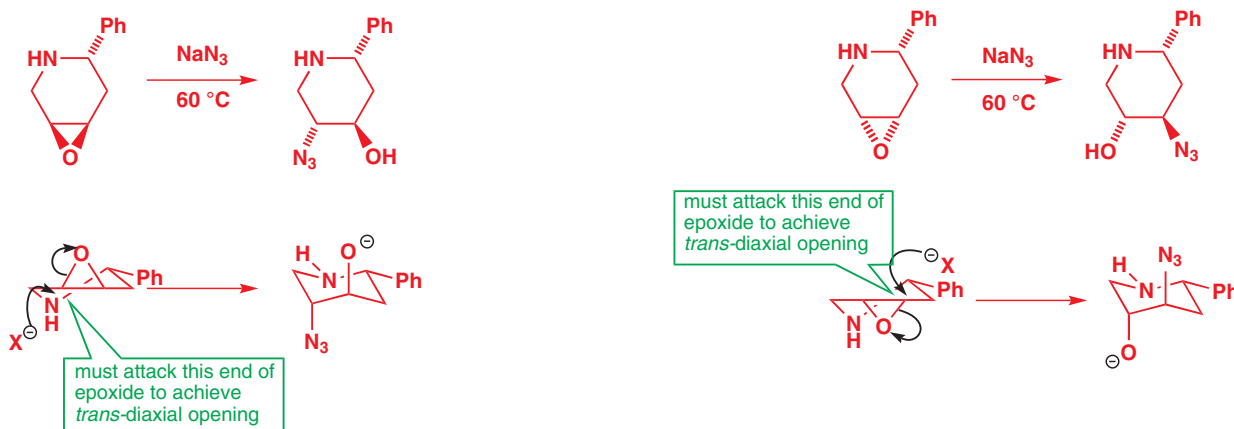 Ph
HN
NaN3
60 °C
O
Ph
HN
N3
OH
Ph
HN
NaN3
60 °C
O
Ph
HN
HO
N3
O
Ph
N
H
X⊖
must attack this end of
epoxide to achieve
trans-diaxial opening
H
O⊖
N
Ph
N3
must attack this end of
epoxide to achieve
trans-diaxial opening
⊖X
Ph
N
H
O
N3
H
N
Ph
⊖O